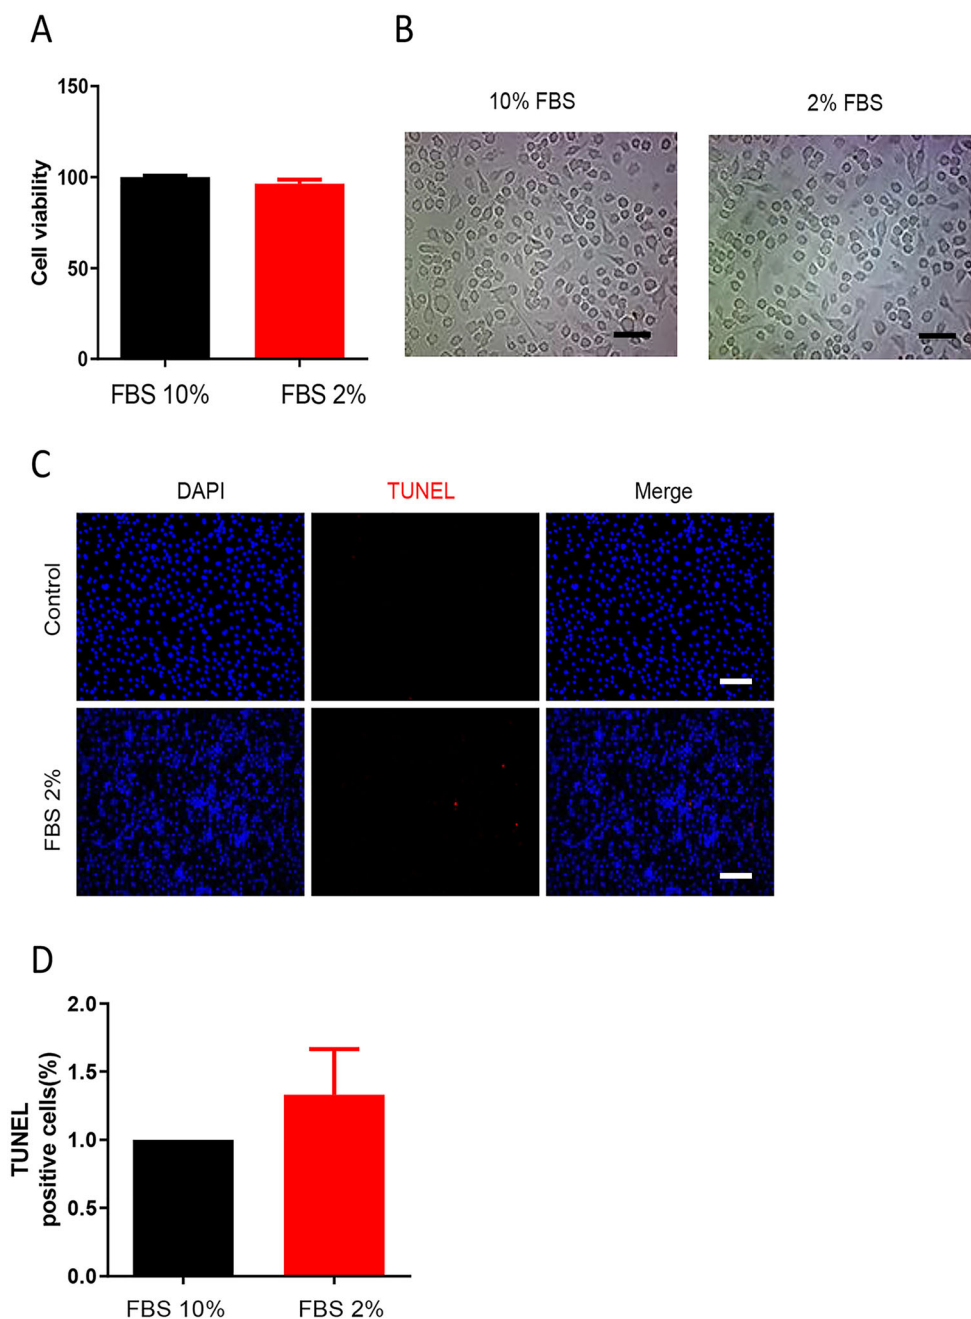 A
B
150
100
50
0
Cell viability
FBS 10%
FBS 2%
10% FBS
2% FBS
C
DAPI
TUNEL
Merge
Control
FBS 2%
D
2.0
1.5
1.0
0.5
0.0
TUNEL
positive cells(%)
FBS 10%
FBS 2%